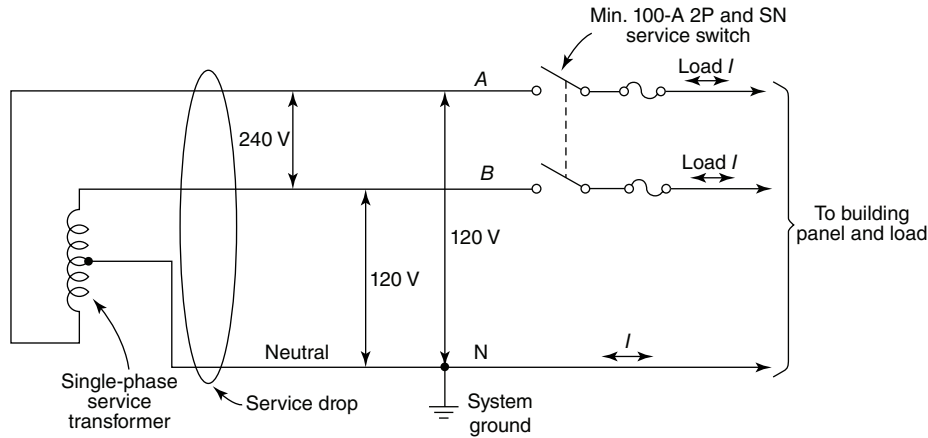 Min. 100-A 2P and SN
service switch
A
Load I
240 V
B
Load I
120 V
120 V
To building
panel and load
Neutral
N
I
Single-phase
service
transformer
Service drop
System
ground